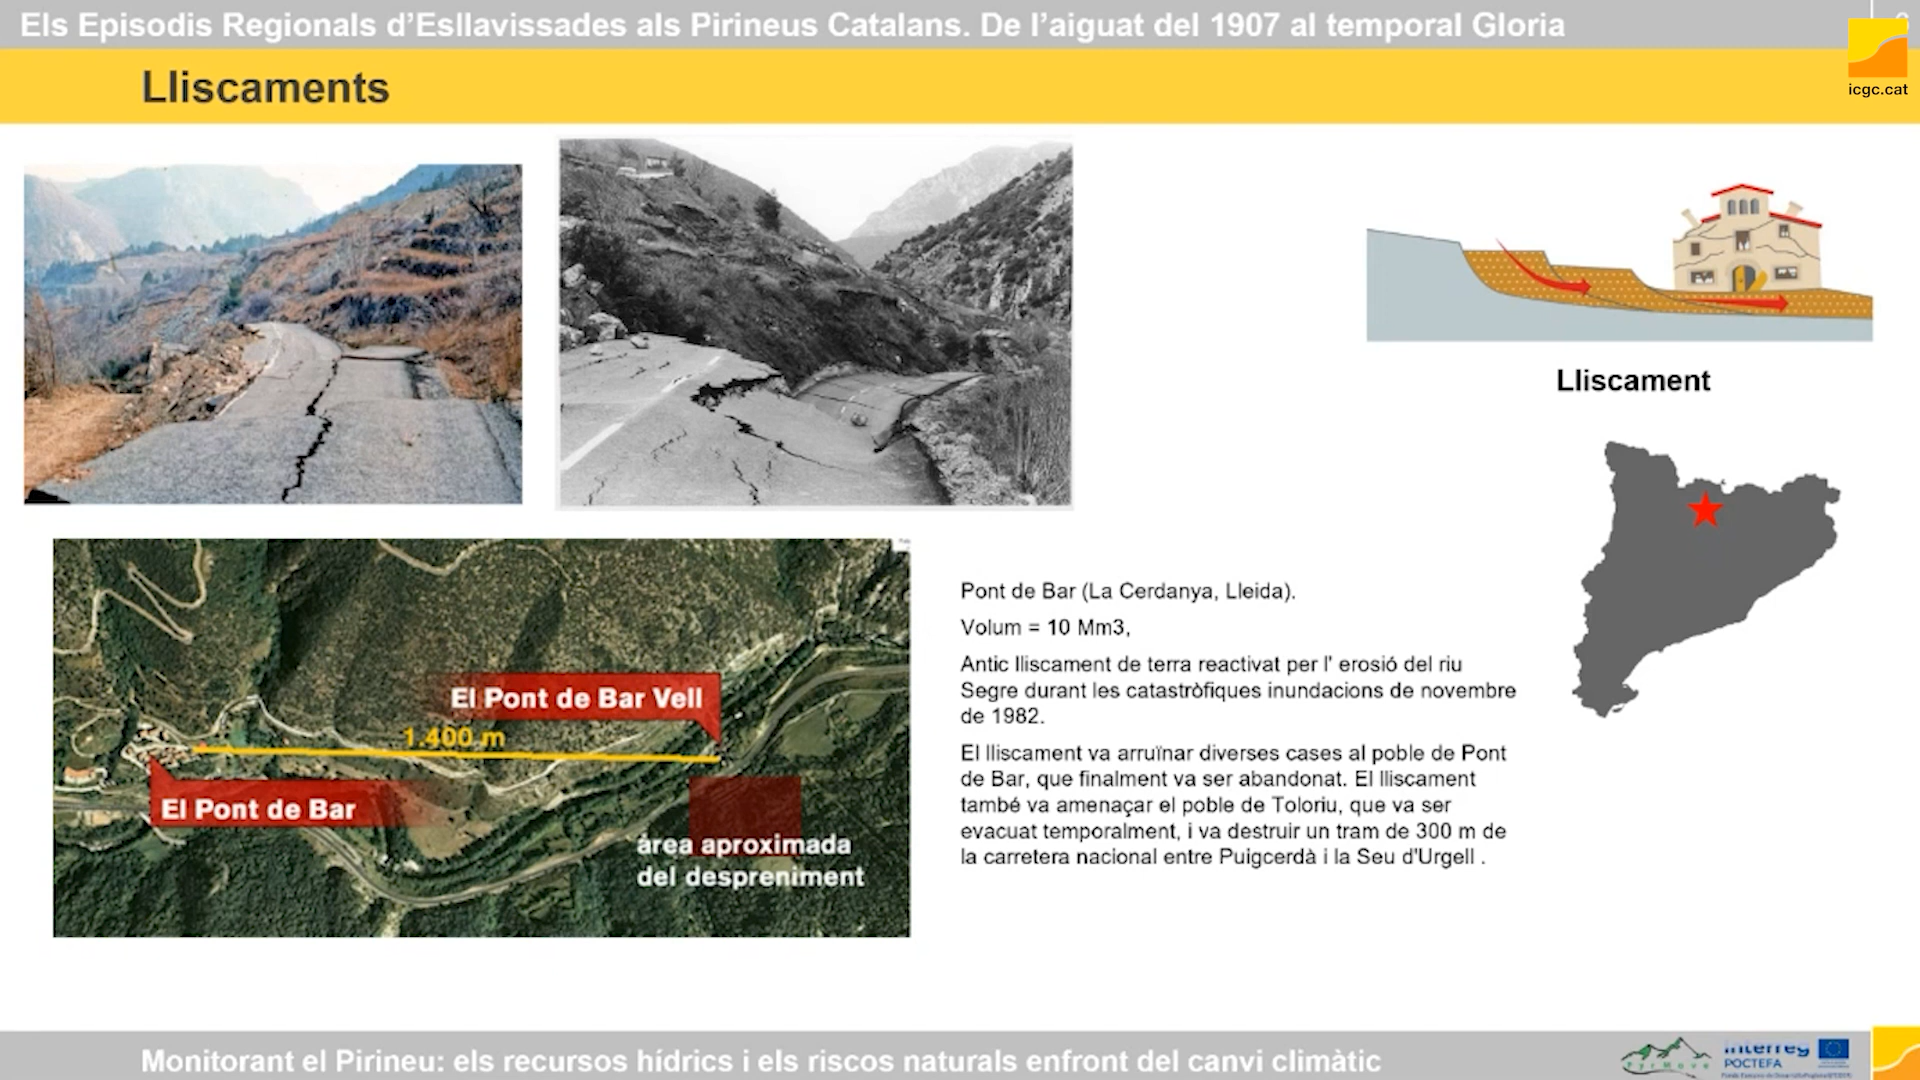 Els Episodis Regionals d'Esllavissades als Pirineus Catalans. De l'aiguat del 1907 al temporal Gloria
icgc.cat
Lliscaments
Lliscament
El Pont de Bar Vell
1.400 m
El Pont de Bar
àrea aproximada
del despreniment
Pont de Bar (La Cerdanya, Lleida).
Volum = 10 Mm3,
Antic lliscament de terra reactivat per l' erosió del riu
Segre durant les catastròfiques inundacions de novembre
de 1982.
El lliscament va arruïnar diverses cases al poble de Pont
de Bar, que finalment va ser abandonat. El lliscament
també va amenaçar el poble de Toloriu, que va ser
evacuat temporalment, i va destruir un tram de 300 m de
la carretera nacional entre Puigcerdà i la Seu d'Urgell .
Monitorant el Pirineu: els recursos hídrics i els riscos naturals enfront del canvi climàtic
Interreg
POCTEFA